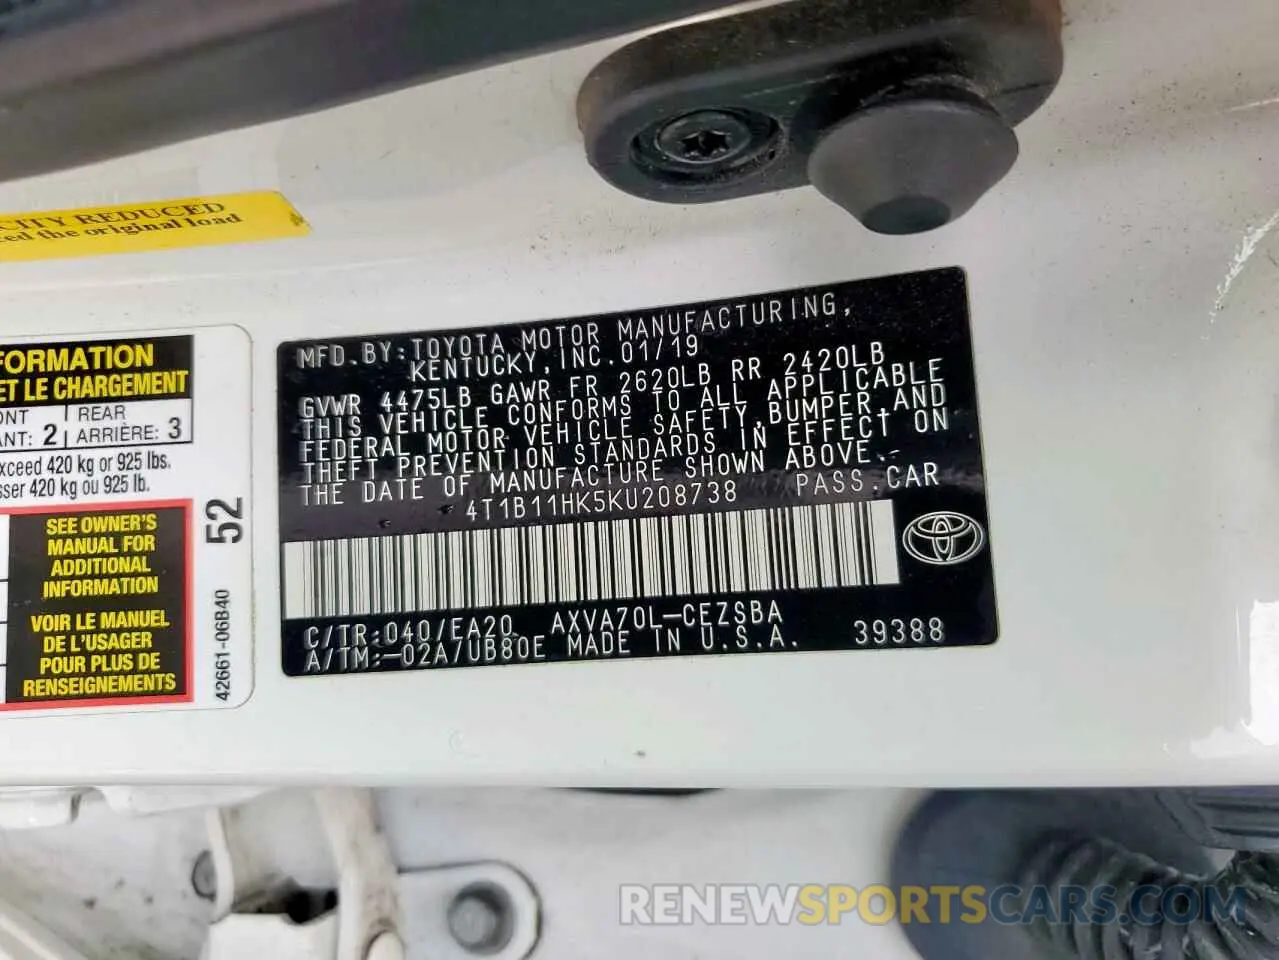 CITY REDUCED
ed the original load
FORMATION
ET LE CHARGEMENT
ONT
REAR
ANT: 2
ARRIÈRE: 3
xceed 420 kg or 925 lbs.
sser 420 kg ou 925 lb.
SEE OWNER'S
MANUAL FOR
ADDITIONAL
INFORMATION
VOIR LE MANUEL
DE L'USAGER
POUR PLUS DE
RENSEIGNEMENTS
52
42661-06B40
MFD.BY:TOYOTA MOTOR MANUFACTURING,
KENTUCKY,INC.01/19
GVWR 4475LB GAWR FR 2620LB RR 2420LB
THIS VEHICLE CONFORMS TO ALL APPLICABLE
FEDERAL MOTOR VEHICLE SAFETY,BUMPER,AND
THEFT PREVENTION STANDARDS IN EFFECT ON
THE DATE OF MANUFACTURE SHOWN ABOVE.
4T1B11HK5KU208738 PASS.CAR
C/TR:040/EA20 AXVA70L-CEZSBA
A/TM:-02A/UB80E MADE IN U.S.A. 39388
RENEWSPORTSCARS.COM